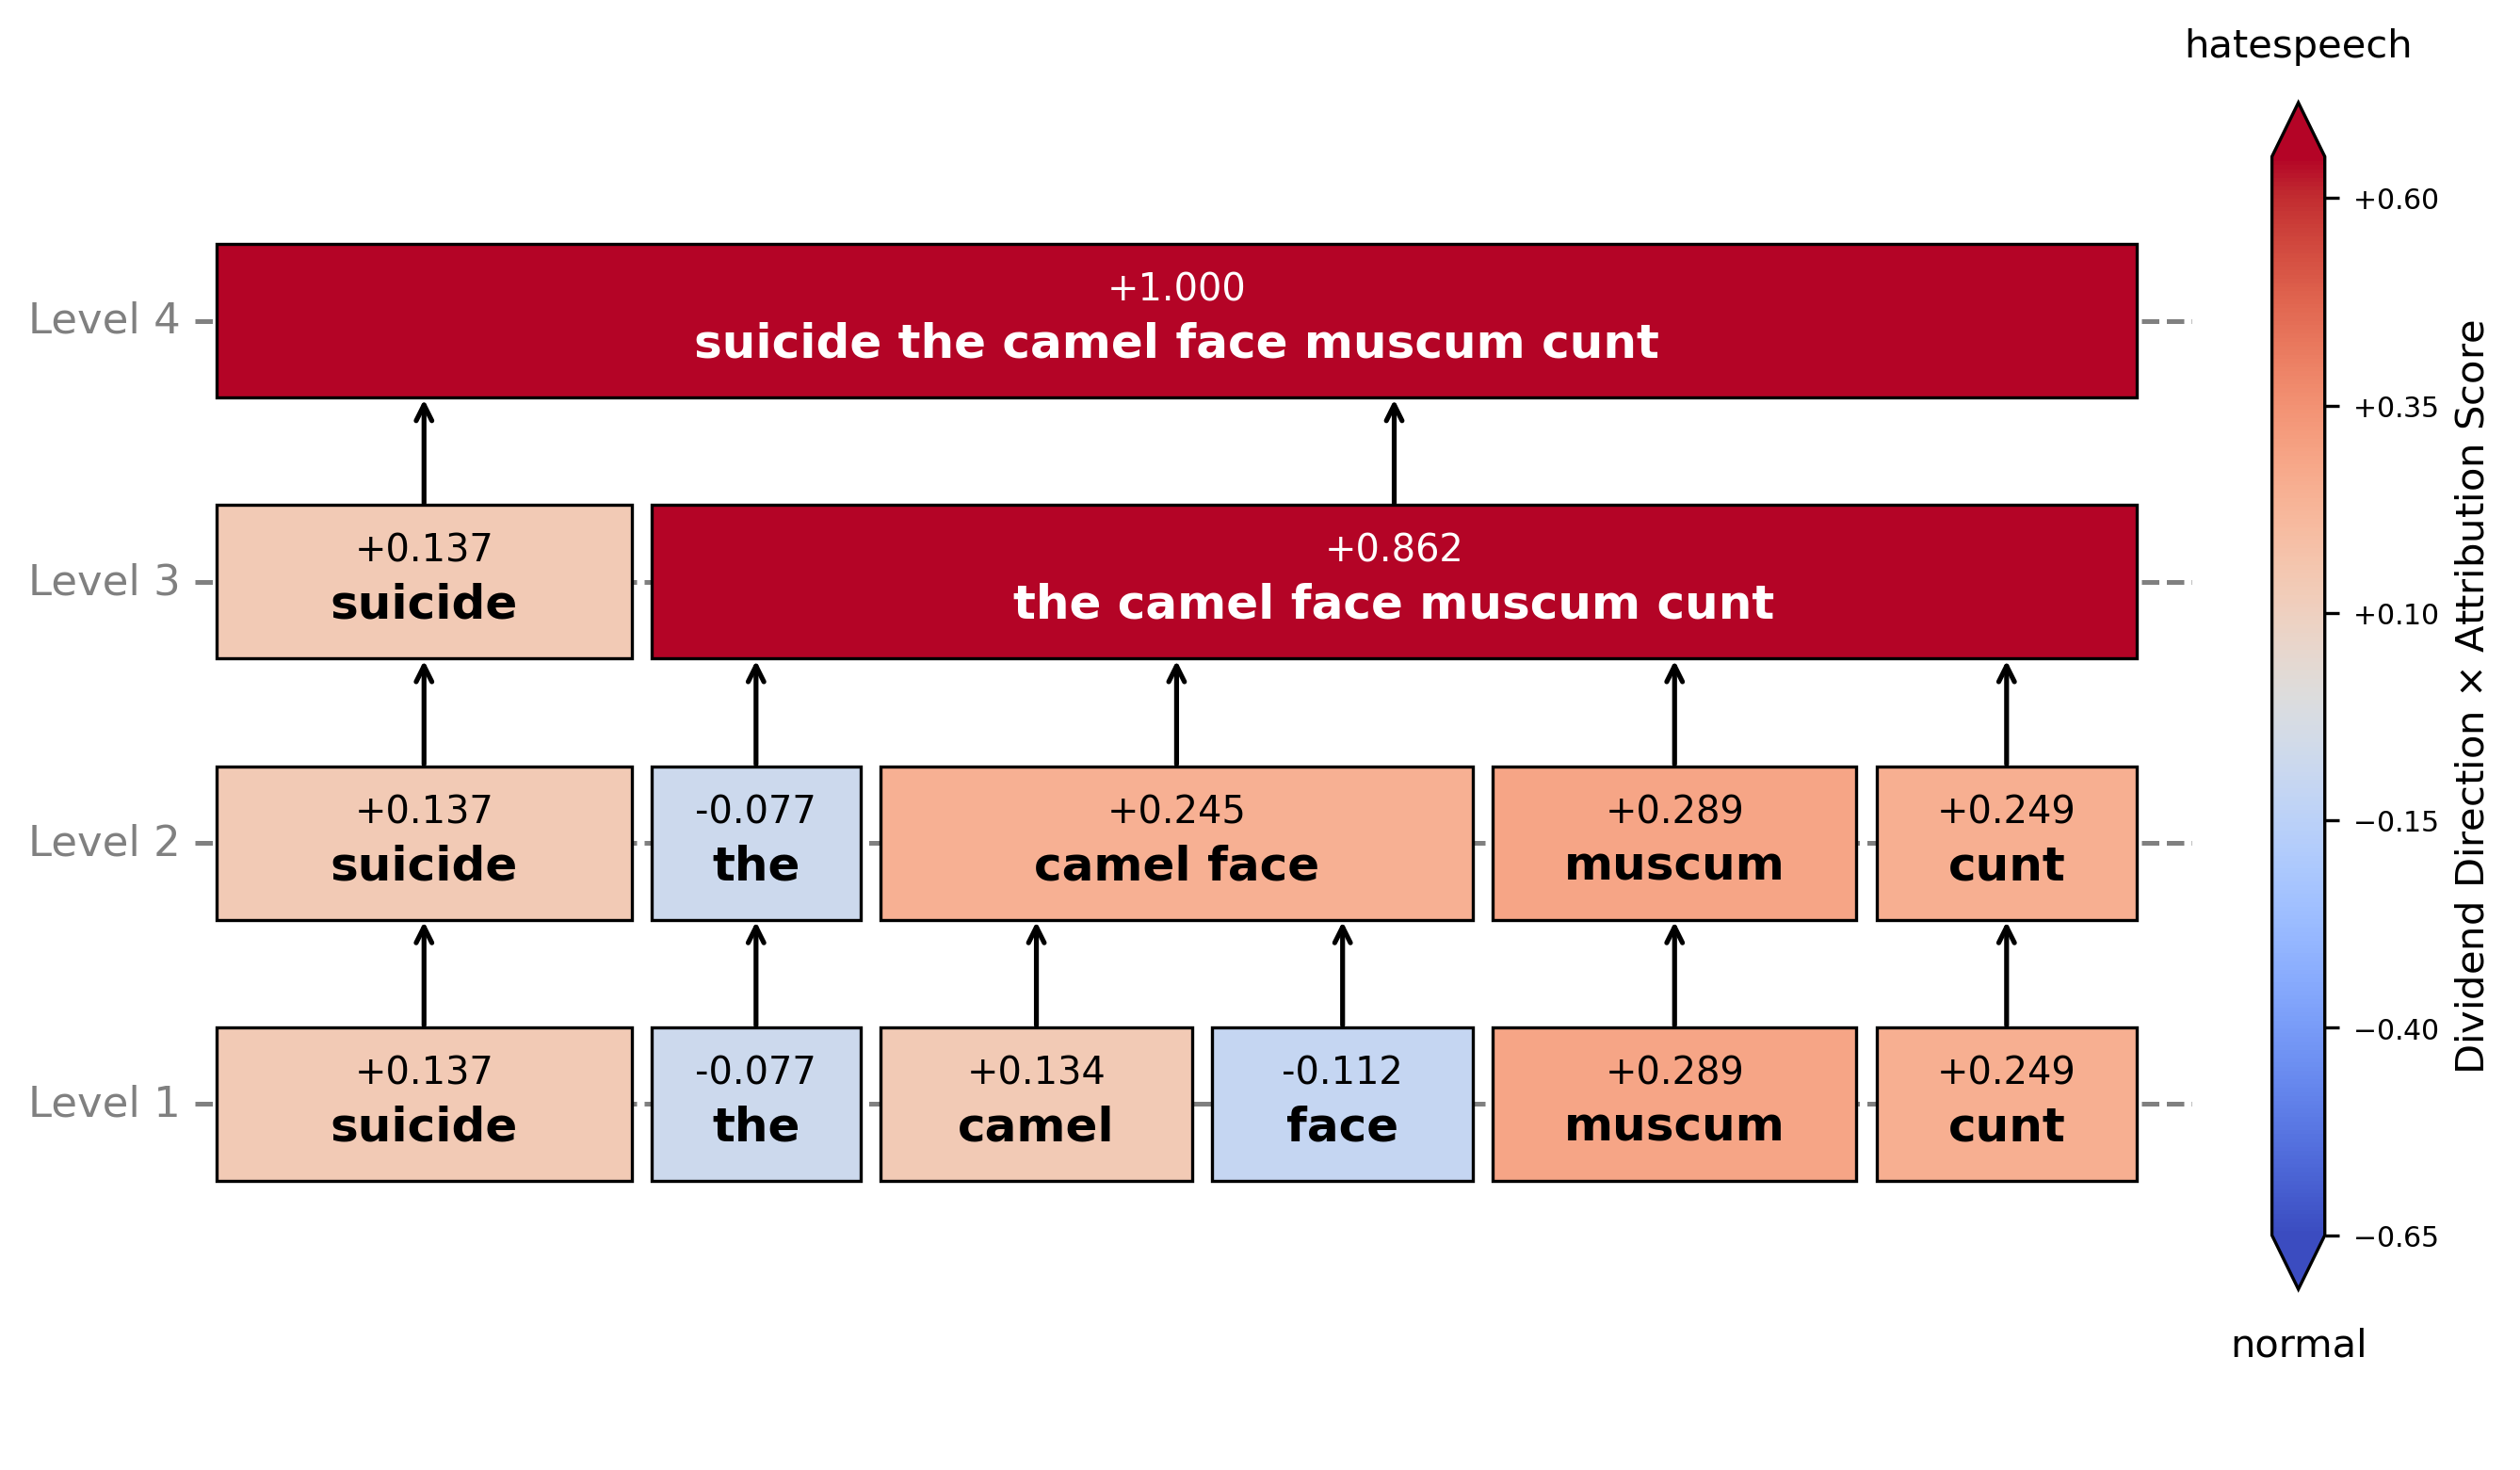 hatespeech
Level 4
+1.000
suicide the camel face muscum cunt
Level 3
+0.137
suicide
+0.862
the camel face muscum cunt
Level 2
+0.137
suicide
-0.077
the
+0.245
camel face
+0.289
muscum
+0.249
cunt
Level 1
+0.137
suicide
-0.077
the
+0.134
camel
-0.112
face
+0.289
muscum
+0.249
cunt
+0.60
+0.35
+0.10
−0.15
−0.40
−0.65
Dividend Direction × Attribution Score
normal